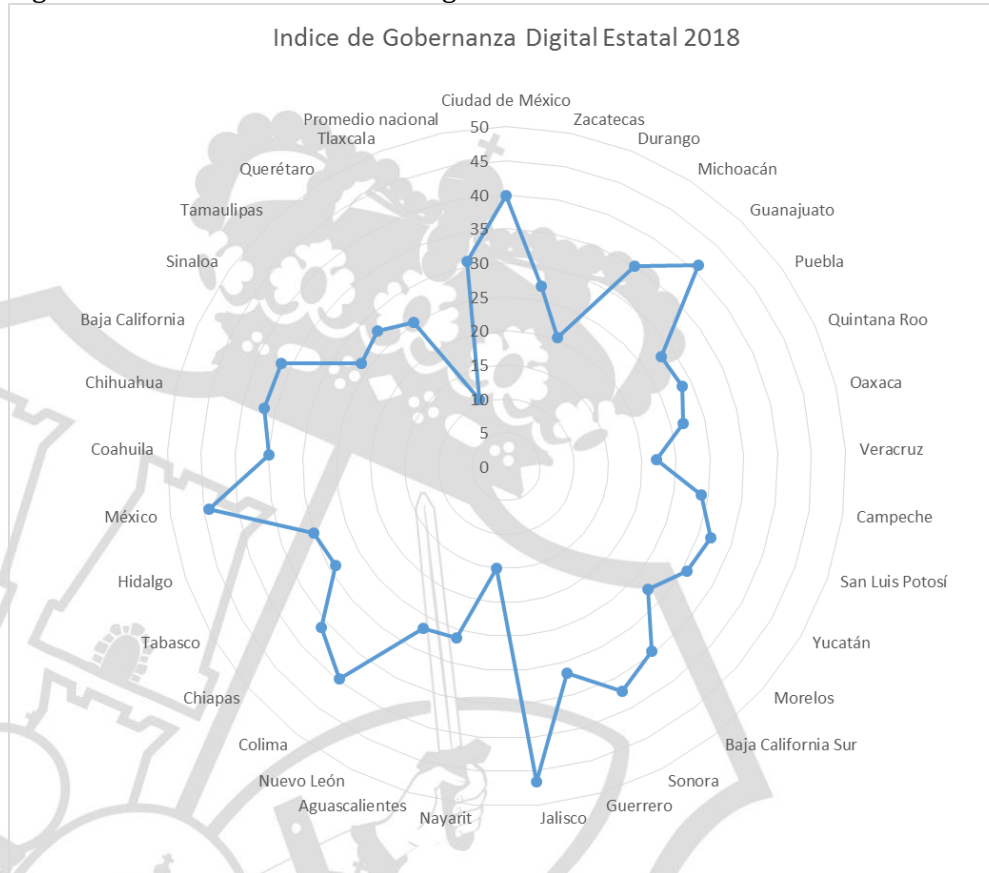 Indice de Gobernanza Digital Estatal 2018
Ciudad de México
Zacatecas
Durango
Michoacán
Guanajuato
Puebla
Quintana Roo
Oaxaca
Veracruz
Campeche
San Luis Potosí
Yucatán
Morelos
Baja California Sur
Sonora
Guerrero
Jalisco
Nayarit
Aguascalientes
Nuevo León
Colima
Chiapas
Tabasco
Hidalgo
México
Coahuila
Chihuahua
Baja California
Sinaloa
Tamaulipas
Querétaro
Tlaxcala
Promedio nacional
50
45
40
35
30
25
20
15
10
5
0